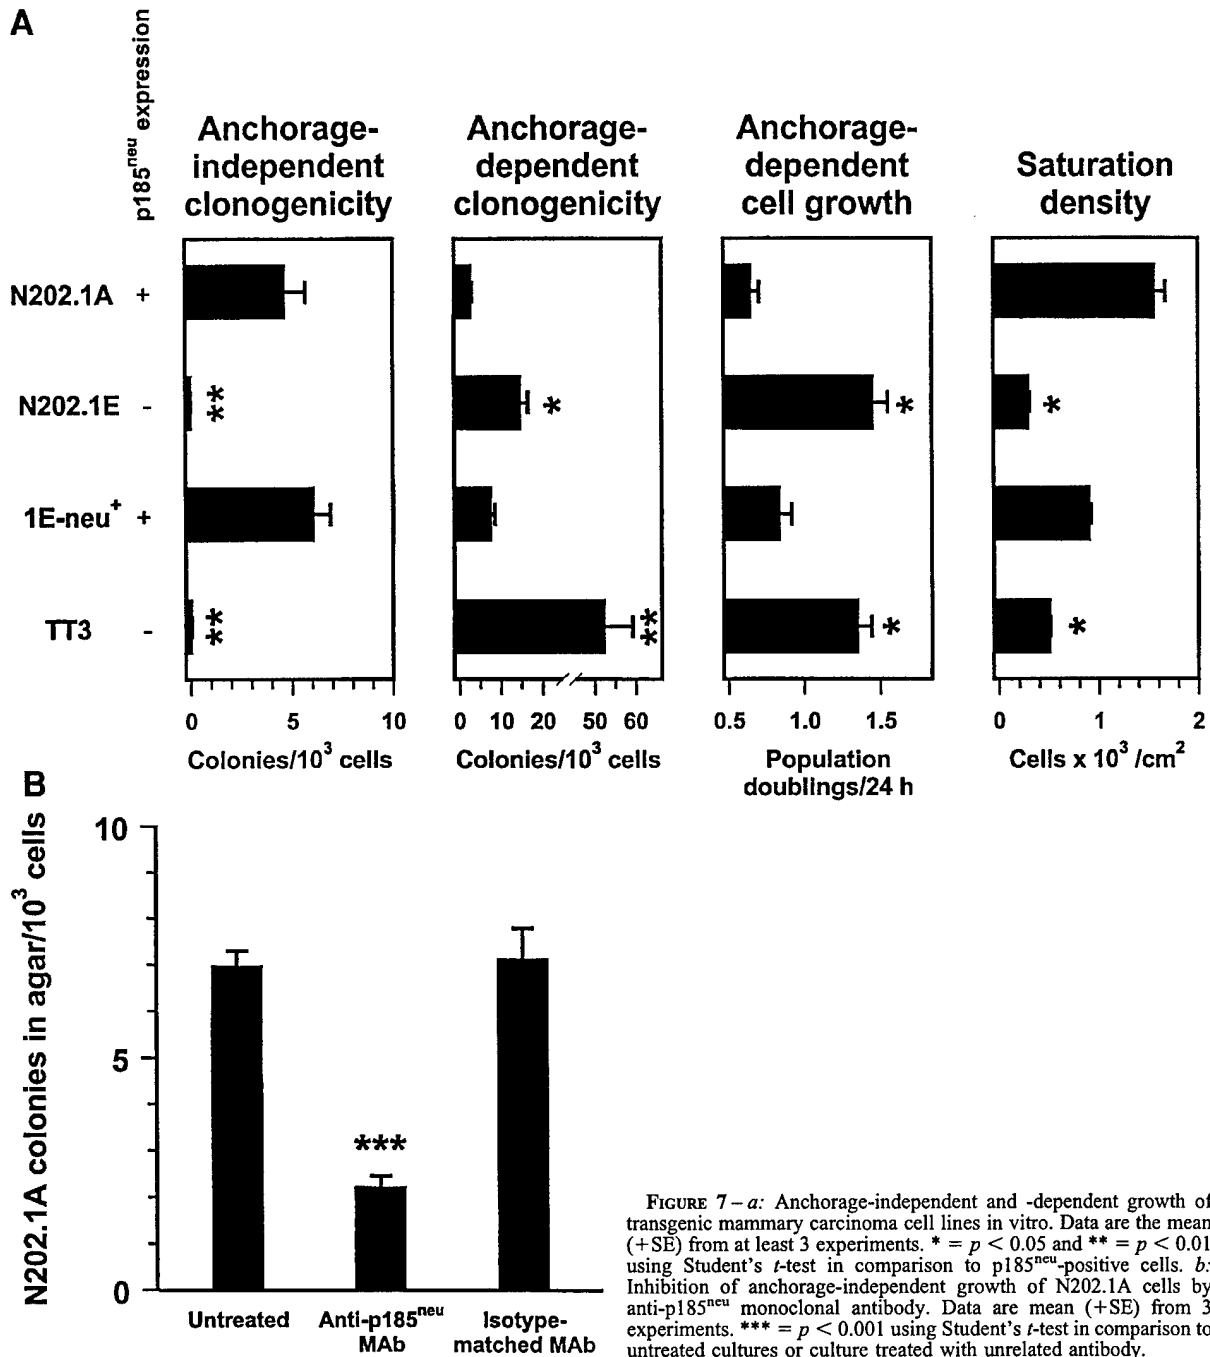 A
p185neu expression
Anchorage-
independent
clonogenicity
Anchorage-
dependent
clonogenicity
Anchorage-
dependent
cell growth
Saturation
density
N202.1A +
N202.1E -
**
*
*
*
1E-neu+ +
TT3 -
**
**
*
*
0 5 10
0 10 20 50 60
0.5 1.0 1.5
0 1 2
Colonies/10³ cells
Colonies/10³ cells
Population
doublings/24 h
Cells x 10³ /cm²
B
N202.1A colonies in agar/10³ cells
10
5
0
***
Untreated
Anti-p185neu
MAb
Isotype-
matched MAb
FIGURE 7 – a: Anchorage-independent and -dependent growth of
transgenic mammary carcinoma cell lines in vitro. Data are the mean
(+SE) from at least 3 experiments. * = p < 0.05 and ** = p < 0.01
using Student's t-test in comparison to p185neu-positive cells. b:
Inhibition of anchorage-independent growth of N202.1A cells by
anti-p185neu monoclonal antibody. Data are mean (+SE) from 3
experiments. *** = p < 0.001 using Student's t-test in comparison to
untreated cultures or culture treated with unrelated antibody.